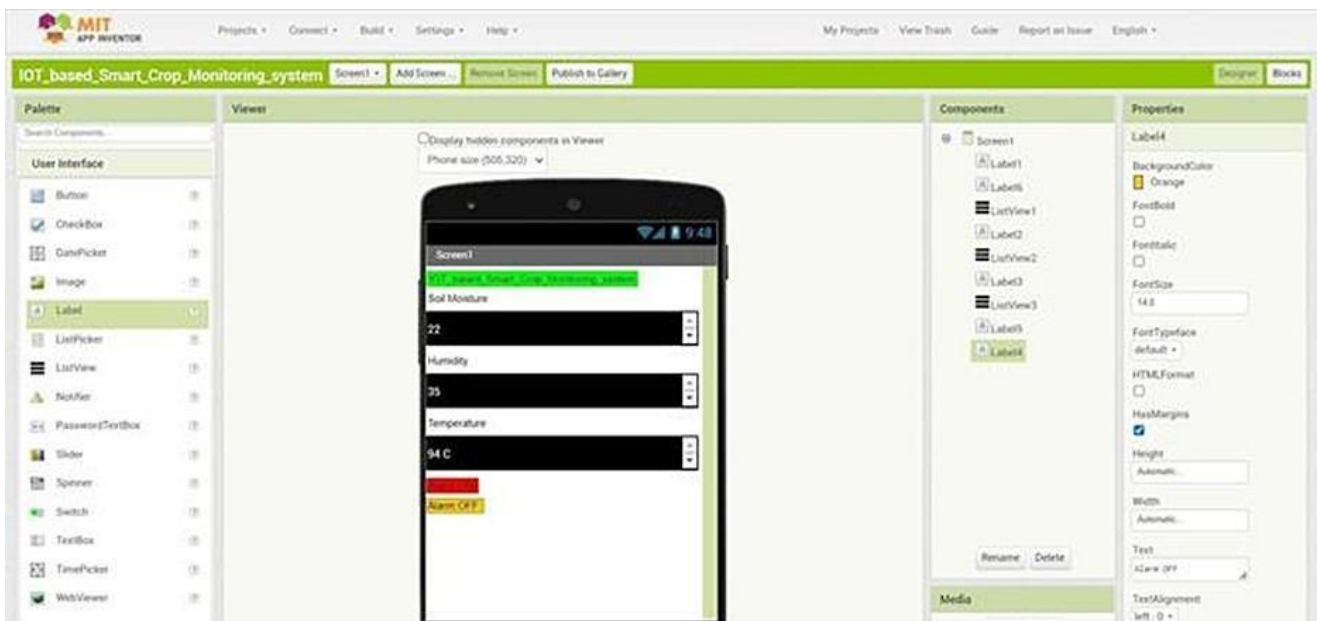 MIT
APP INVENTOR
Projects
Connect
Build
Settings
Help
My Projects
View Trash
Guide
Report an Issue
English
IOT_based_Smart_Crop_Monitoring_system
Screen1
Add Screen ...
Remove Screen
Publish to Gallery
Designer
Blocks
Palette
Search Components...
User Interface
Button
CheckBox
DatePicker
Image
Label
ListPicker
ListView
Notifier
PasswordTextBox
Slider
Spinner
Switch
TextBox
TimePicker
WebViewer
Viewer
Display hidden components in Viewer
Phone size (505,320)
9:48
Screen1
IOT_based_Smart_Crop_Monitoring_system
Soil Moisture
22
Humidity
35
Temperature
94 C
Alarm OFF
Components
Screen1
Label1
Label6
ListView1
Label2
ListView2
Label3
ListView3
Label5
Label4
Rename
Delete
Media
Properties
Label4
BackgroundColor
Orange
FontBold
FontItalic
FontSize
14.0
FontTypeface
default
HTMLFormat
HasMargins
Height
Automatic...
Width
Automatic...
Text
Alarm OFF
TextAlignment
left : 0